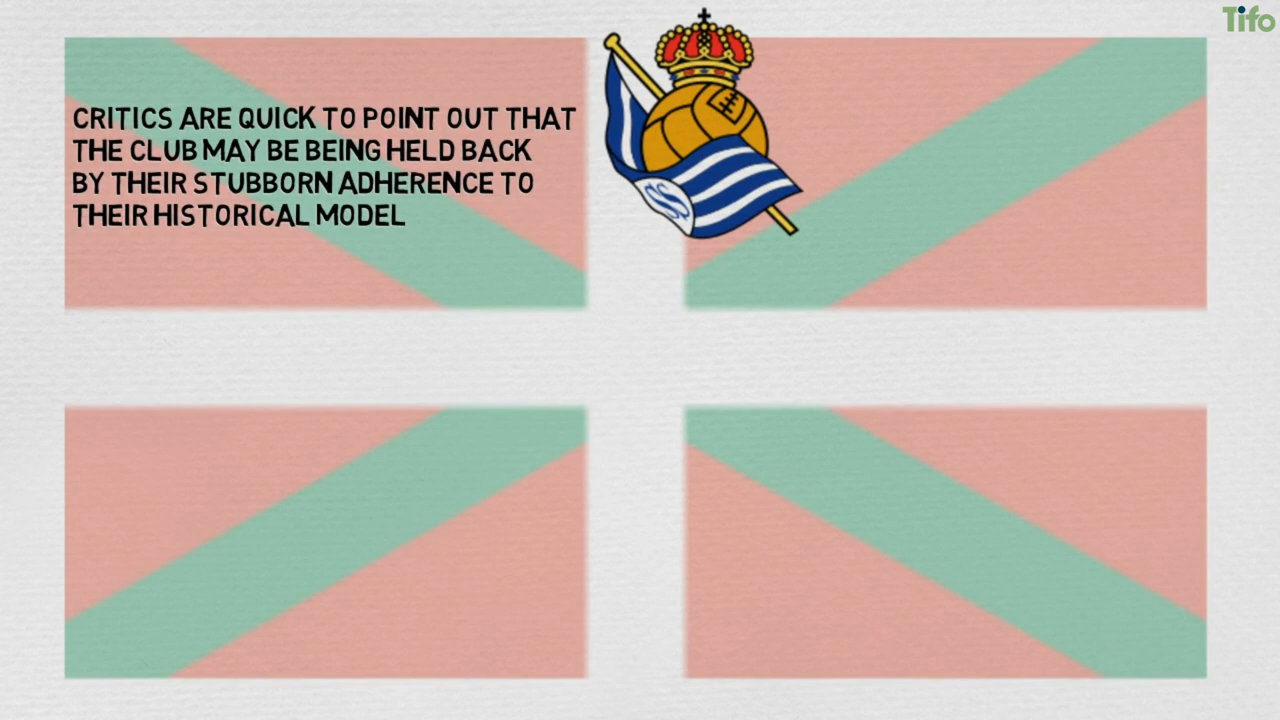 Tifo
CRITICS ARE QUICK TO POINT OUT THAT
THE CLUB MAY BE BEING HELD BACK
BY THEIR STUBBORN ADHERENCE TO
THEIR HISTORICAL MODEL